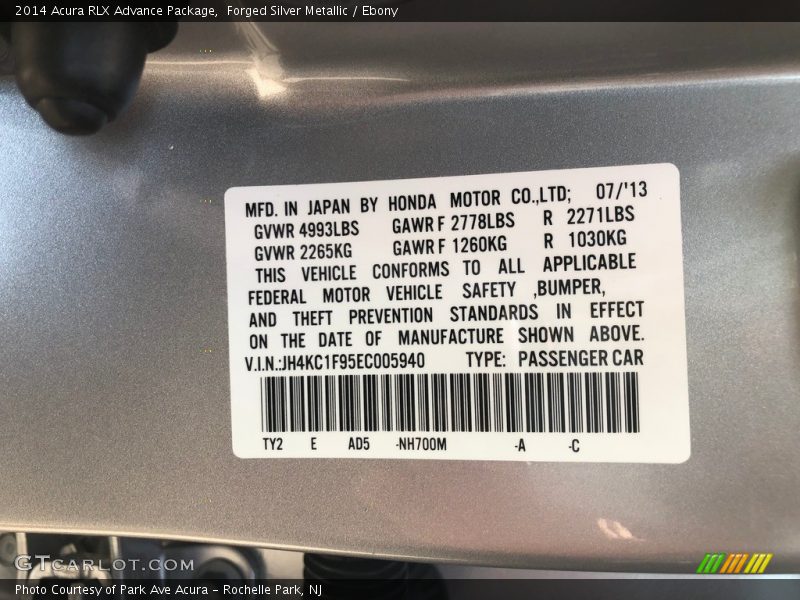 2014 Acura RLX Advance Package,  Forged Silver Metallic / Ebony
MFD. IN JAPAN BY HONDA MOTOR CO.,LTD; 07/'13
GVWR 4993LBS GAWR F 2778LBS R 2271LBS
GVWR 2265KG GAWR F 1260KG R 1030KG
THIS VEHICLE CONFORMS TO ALL APPLICABLE
FEDERAL MOTOR VEHICLE SAFETY ,BUMPER,
AND THEFT PREVENTION STANDARDS IN EFFECT
ON THE DATE OF MANUFACTURE SHOWN ABOVE.
V.I.N.:JH4KC1F95EC005940 TYPE: PASSENGER CAR
TY2 E AD5 -NH700M -A -C
GTCARLOT.COM
Photo Courtesy of Park Ave Acura - Rochelle Park, NJ